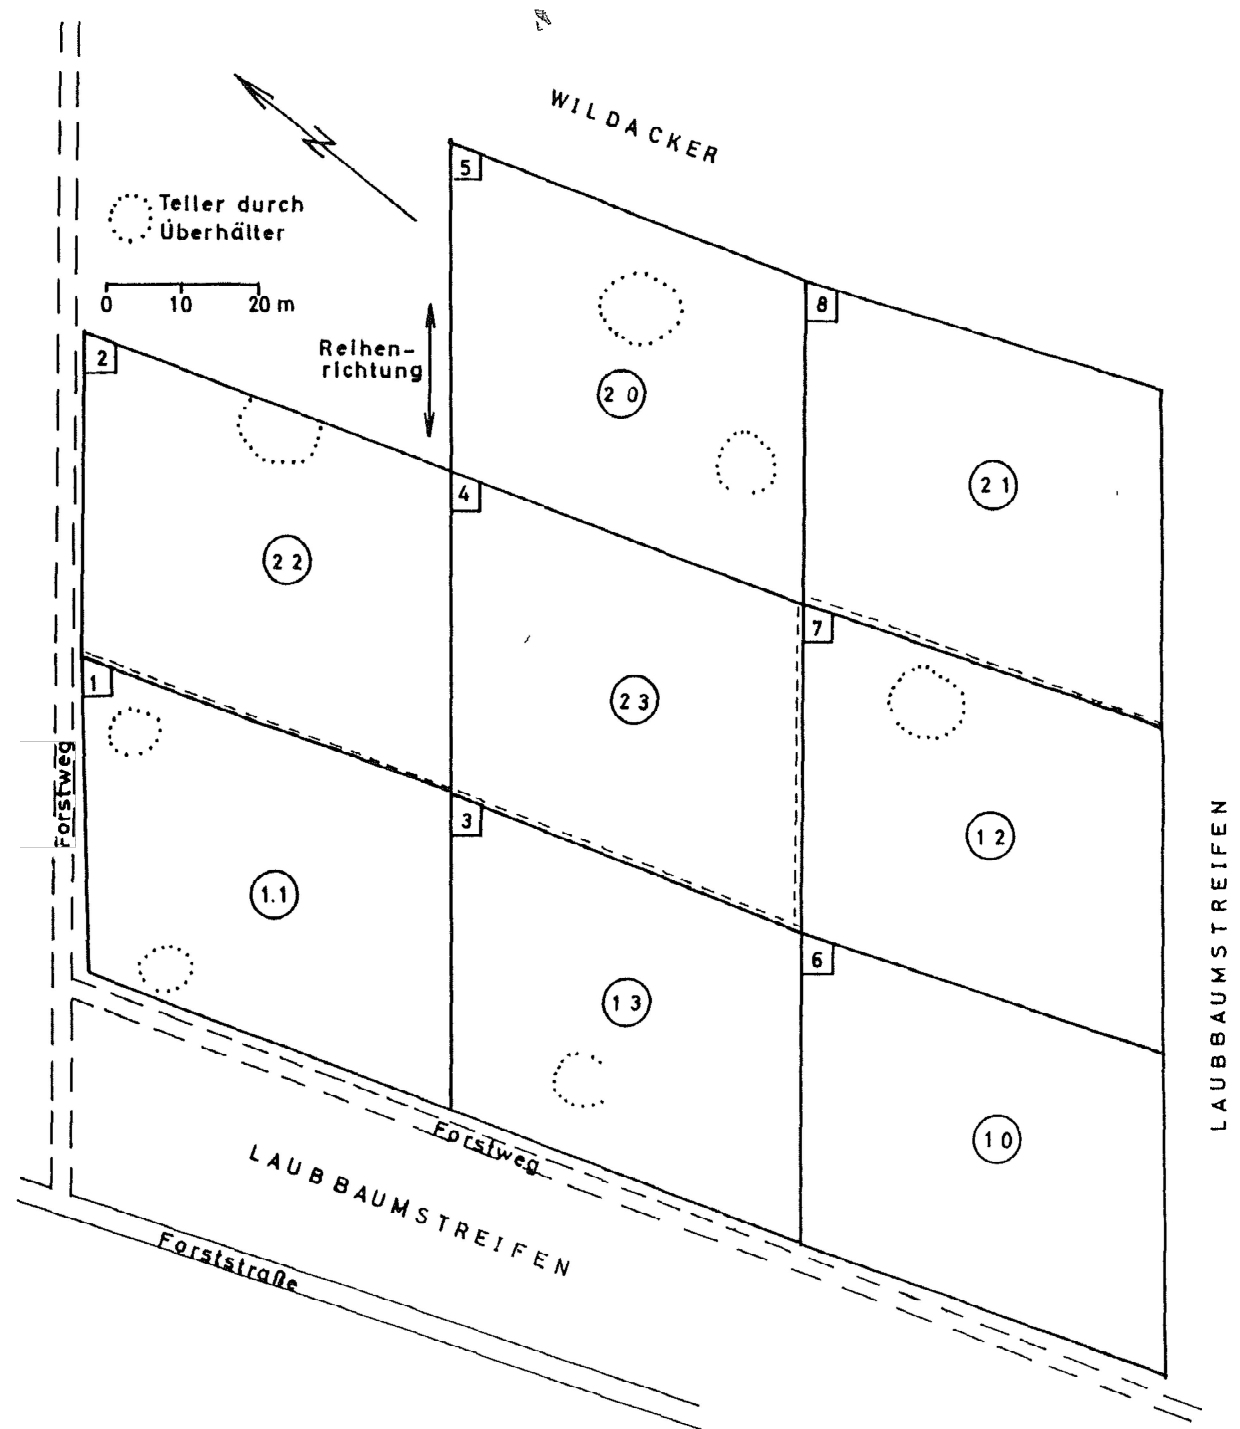 WILDACKER
N
5
Teller durch
Überhälter
0 10 20 m
8
Reihen-
richtung
2
20
4
21
22
7
1
23
Forstweg
3
12
1.1
6
13
LAUBBAUMSTREIFEN
10
Forstweg
LAUBBAUMSTREIFEN
Forststraße